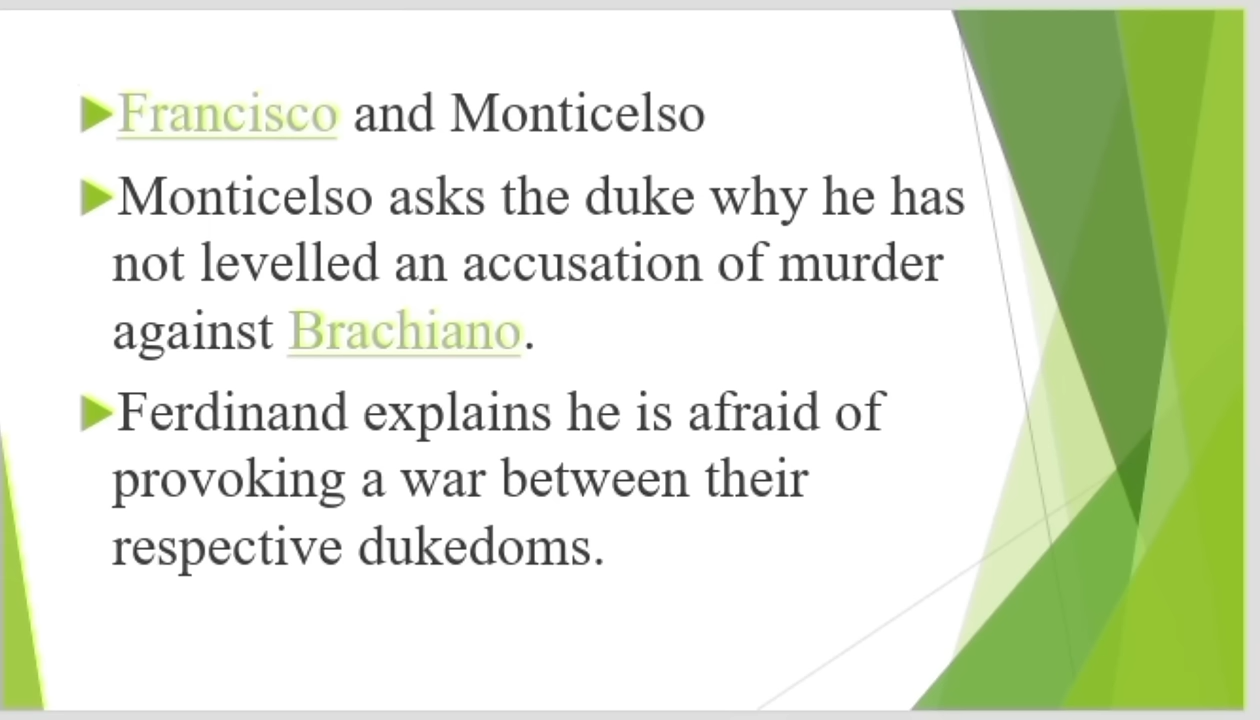 Francisco and Monticelso
Monticelso asks the duke why he has
not levelled an accusation of murder
against Brachiano.
Ferdinand explains he is afraid of
provoking a war between their
respective dukedoms.